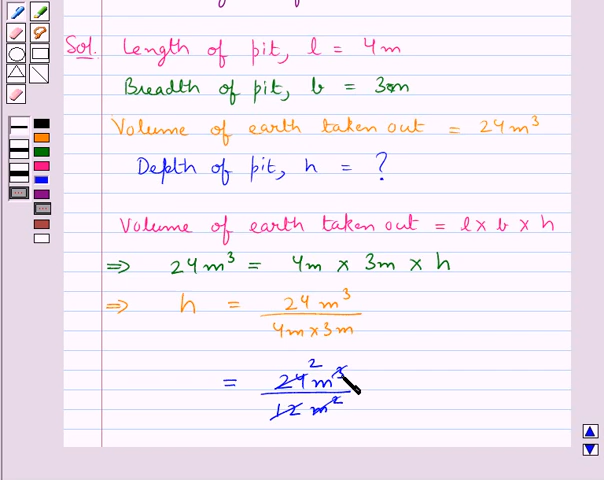 Sol. Length of pit, l = 4m
Breadth of pit, b = 3m
Volume of earth taken out = 24m³
Depth of pit, h = ?
Volume of earth taken out = l × b × h
⇒ 24m³ = 4m × 3m × h
⇒ h = 24 m³ / 4m × 3m
= 24 2 m³ / 12 m²